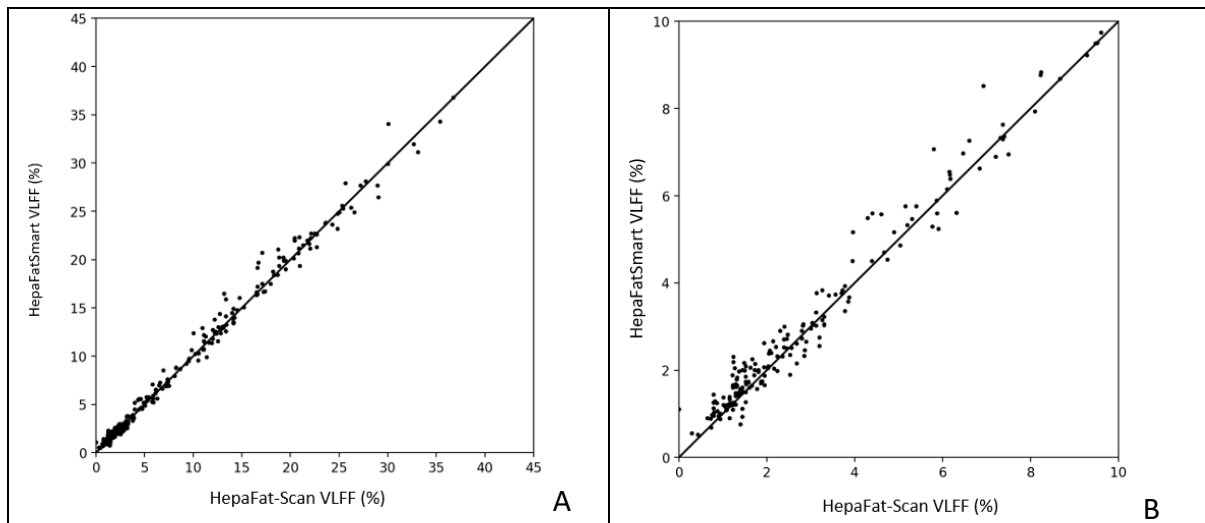 45
40
35
30
25
20
15
10
5
0
HepaFatSmart VLFF (%)
0 5 10 15 20 25 30 35 40 45
HepaFat-Scan VLFF (%)
A
10
8
6
4
2
0
HepaFatSmart VLFF (%)
0 2 4 6 8 10
HepaFat-Scan VLFF (%)
B